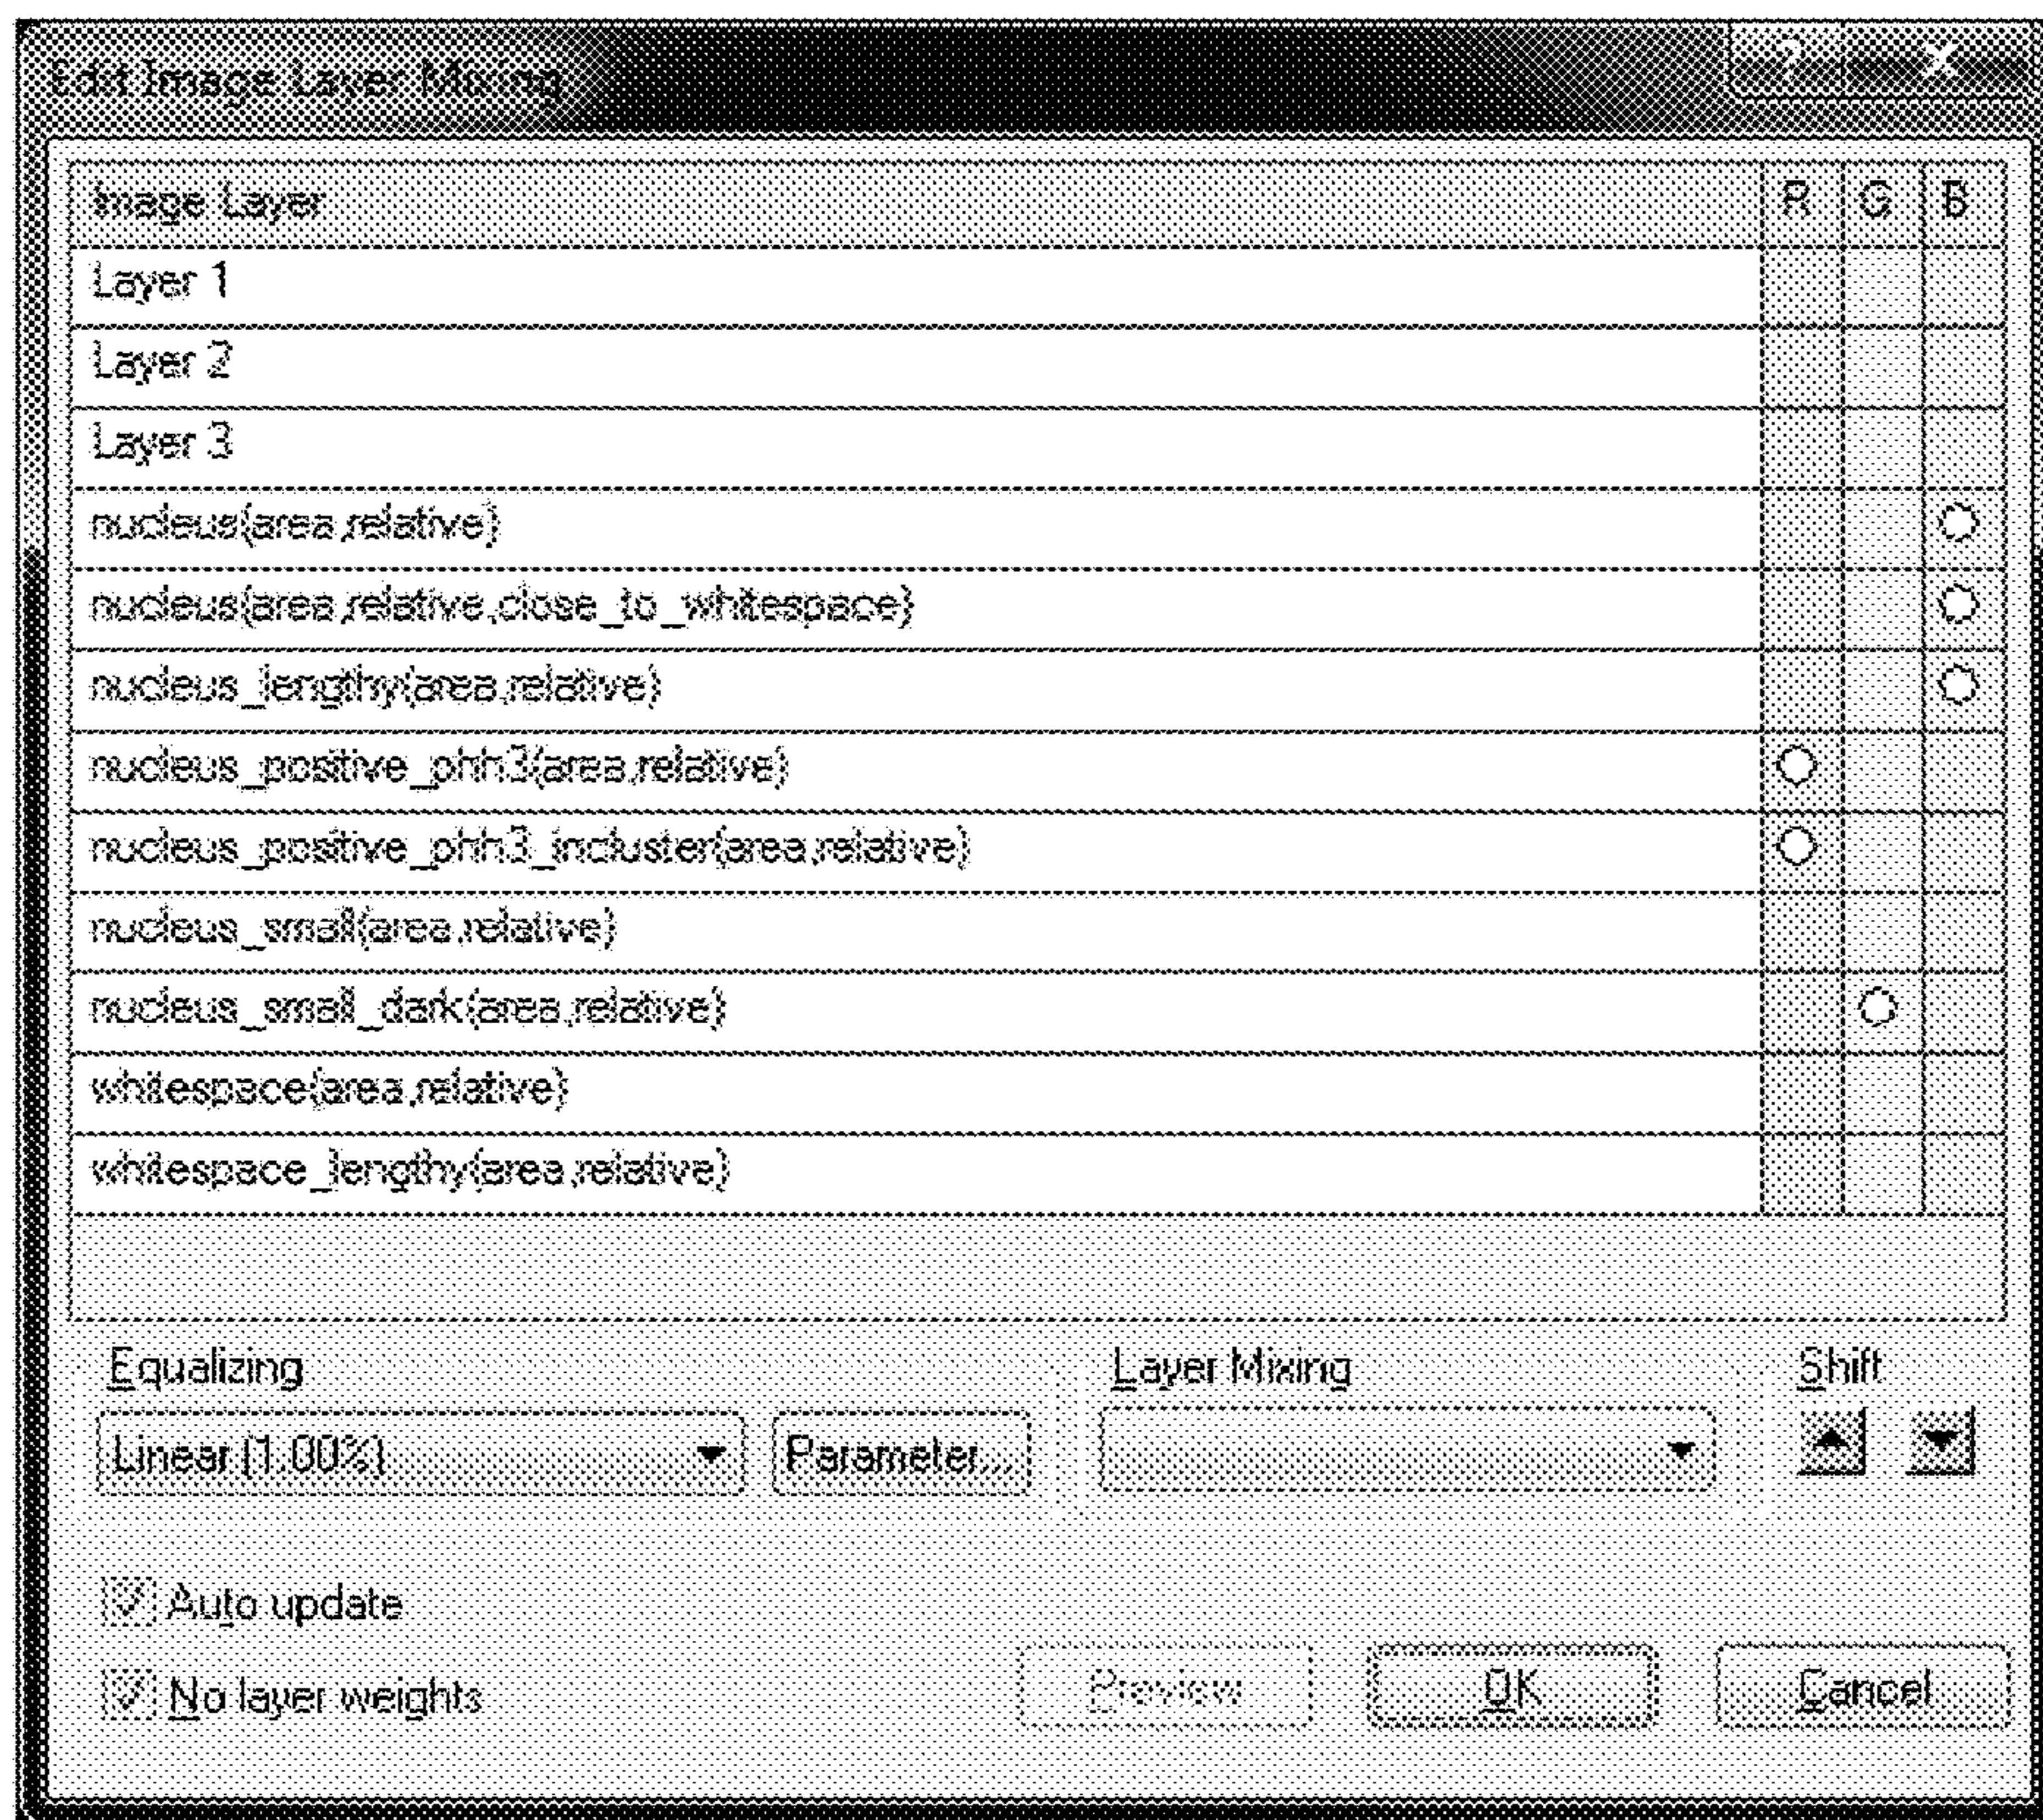 Edit Image Layer Mixing
? X
Image Layer R G B
Layer 1
Layer 2
Layer 3
nucleus{area,relative}
nucleus{area,relative,close_to_whitespace}
nucleus_lengthy{area,relative}
nucleus_positive_phh3{area,relative}
nucleus_positive_phh3_incluster{area,relative}
nucleus_small{area,relative}
nucleus_small_dark{area,relative}
whitespace{area,relative}
whitespace_lengthy{area,relative}
Equalizing Layer Mixing Shift
Linear (1.00%) Parameter...
Auto update
No layer weights
Preview OK Cancel